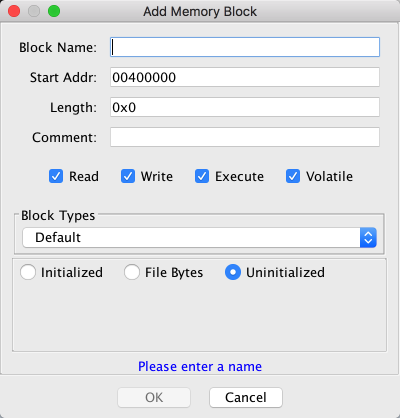 Add Memory Block
Block Name:
Start Addr: 00400000
Length: 0x0
Comment:
Read Write Execute Volatile
Block Types
Default
Initialized File Bytes Uninitialized
Please enter a name
OK Cancel